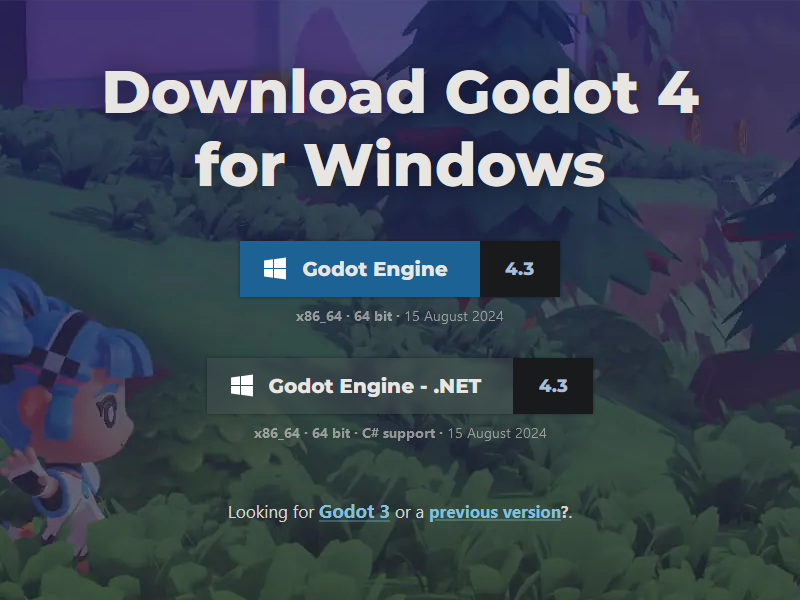 Download Godot 4
for Windows
Godot Engine 4.3
x86_64 · 64 bit · 15 August 2024
Godot Engine - .NET 4.3
x86_64 · 64 bit · C# support · 15 August 2024
Looking for Godot 3 or a previous version?.